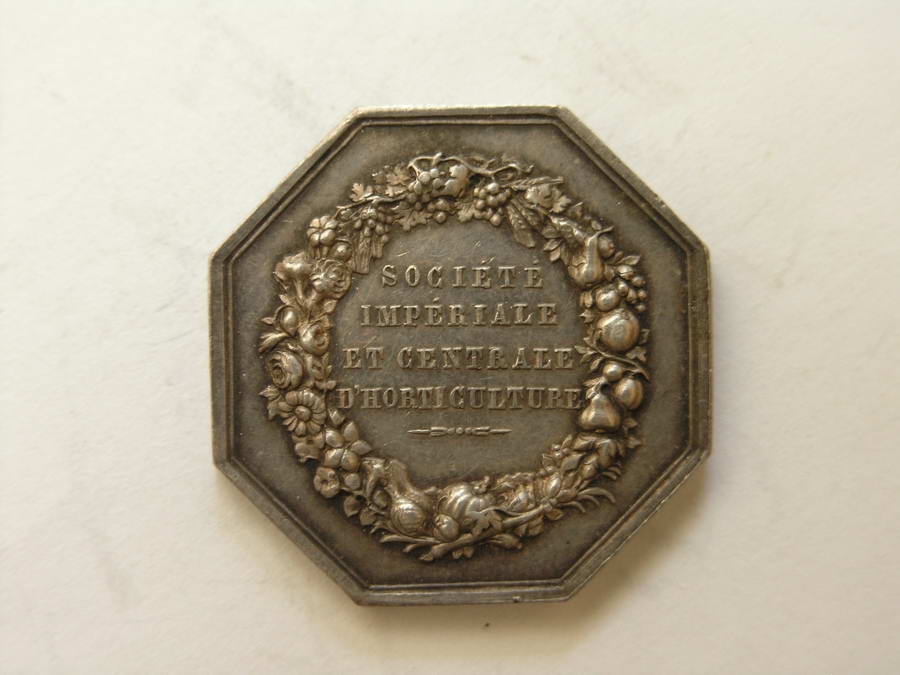 SOCIÉTÉ
IMPÉRIALE
ET CENTRALE
D'HORTICULTURE